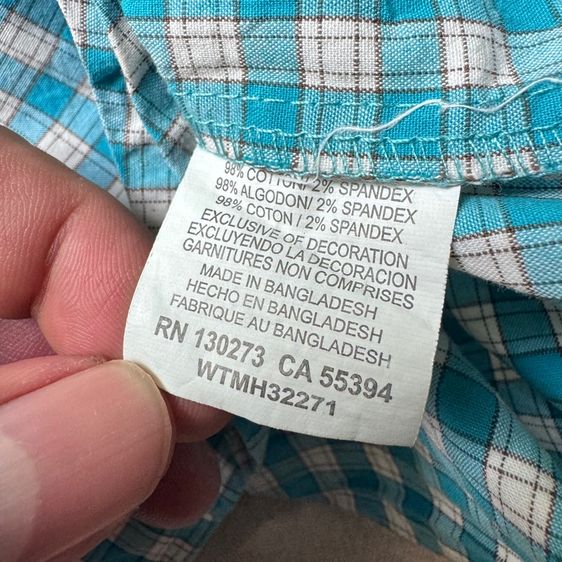 98% COTTON / 2% SPANDEX
98% ALGODON / 2% SPANDEX
98% COTON / 2% SPANDEX
EXCLUSIVE OF DECORATION
EXCLUYENDO LA DECORACION
GARNITURES NON COMPRISES
MADE IN BANGLADESH
HECHO EN BANGLADESH
FABRIQUE AU BANGLADESH
RN 130273 CA 55394
WTMH32271